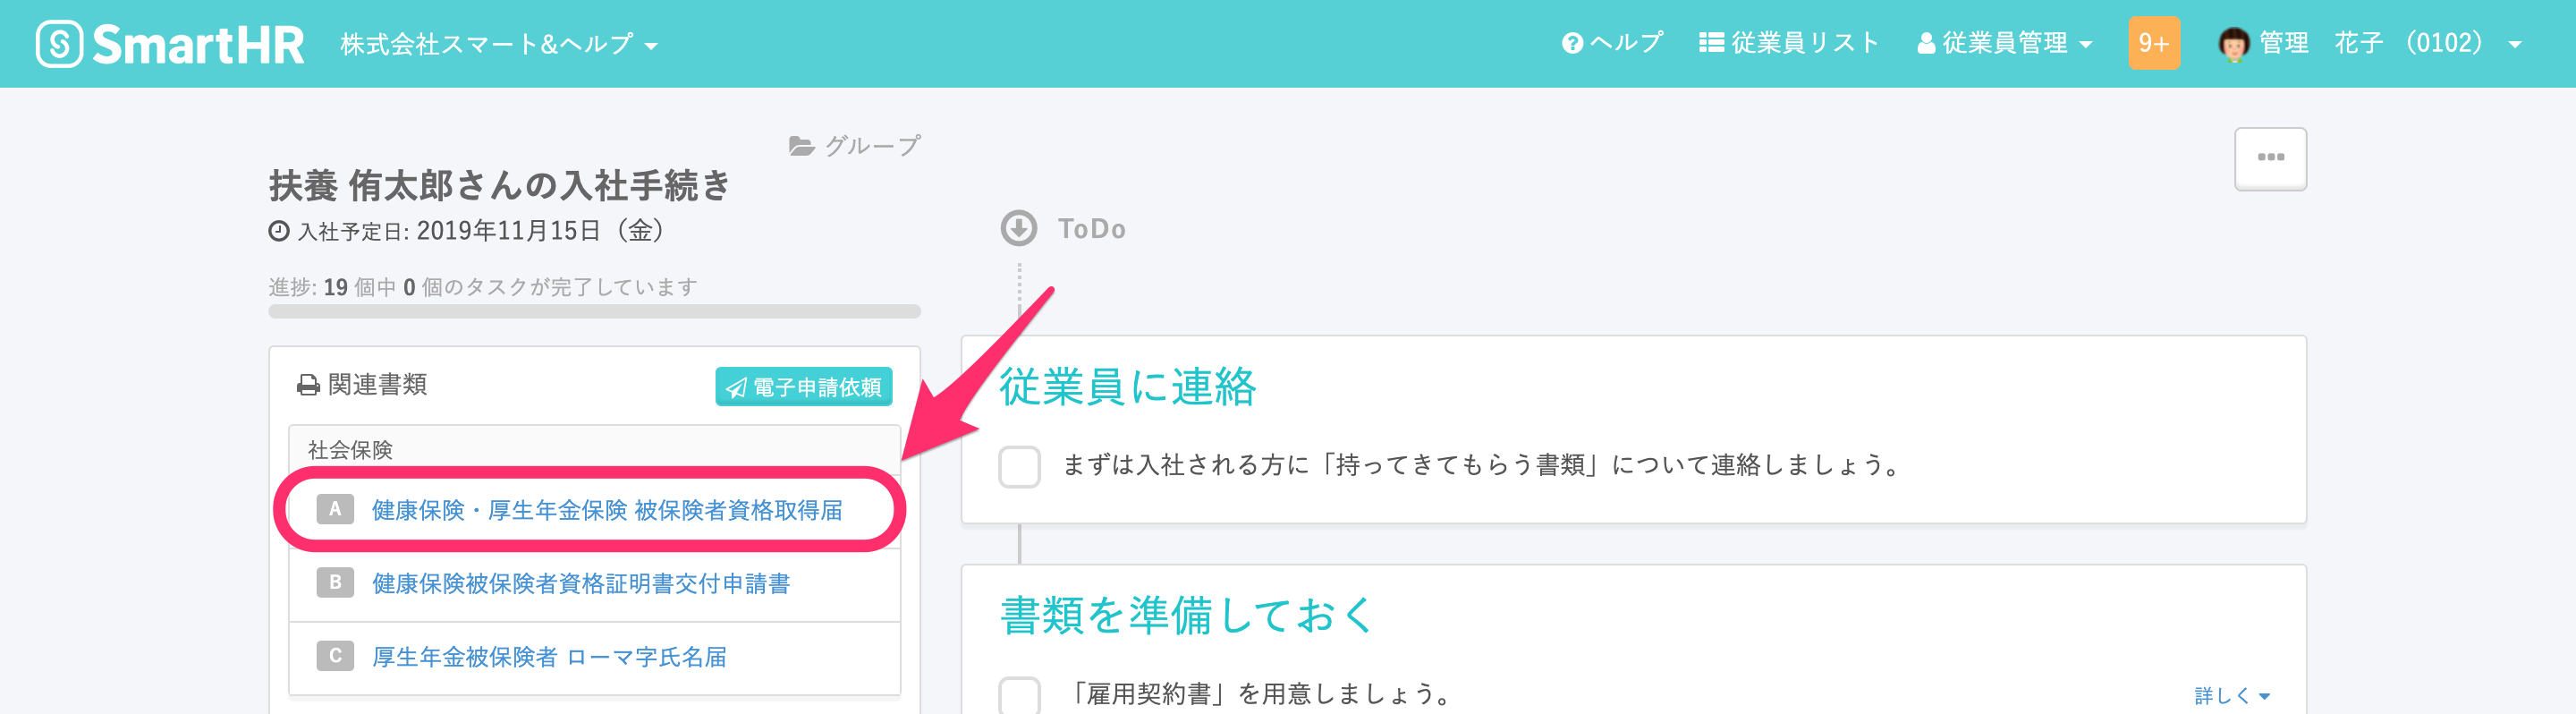 SmartHR 株式会社スマート&ヘルプ ヘルプ 従業員リスト 従業員管理 9+ 管理 花子 (0102)
グループ
扶養 侑太郎さんの入社手続き
入社予定日: 2019年11月15日 (金)
進捗: 19 個中 0 個のタスクが完了しています
関連書類 電子申請依頼
社会保険
A 健康保険・厚生年金保険 被保険者資格取得届
B 健康保険被保険者資格証明書交付申請書
C 厚生年金被保険者 ローマ字氏名届
ToDo
従業員に連絡
まずは入社される方に「持ってきてもらう書類」について連絡しましょう。
書類を準備しておく
「雇用契約書」を用意しましょう。 詳しく